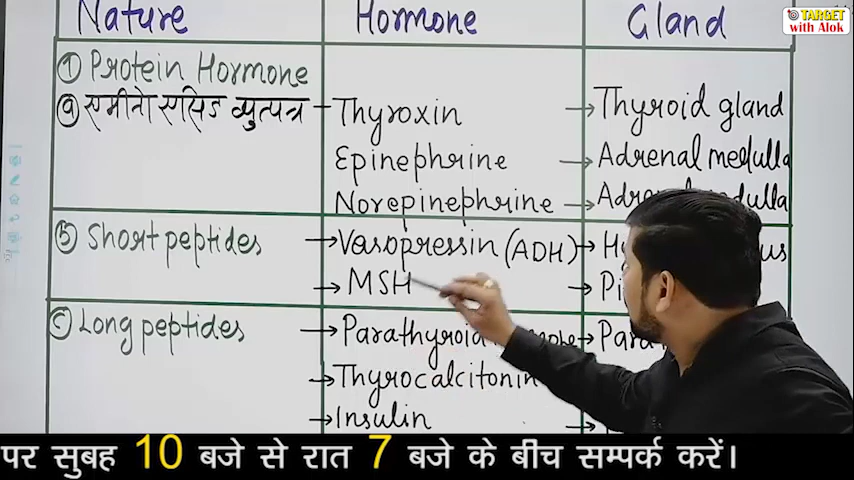 TARGET
with Alok
Nature Hormone Gland
① Protein Hormone
ⓐ एमीनो एसिड व्युत्पन्न → Thyroxin → Thyroid gland
Epinephrine → Adrenal medulla
Norepinephrine →
ⓑ Short peptides → Vasopressin (ADH) →
→ MSH →
ⓒ Long peptides → Parathyroid →
→ Thyrocalcitonin
→ Insulin →
पर सुबह 10 बजे से रात 7 बजे के बीच सम्पर्क करें।